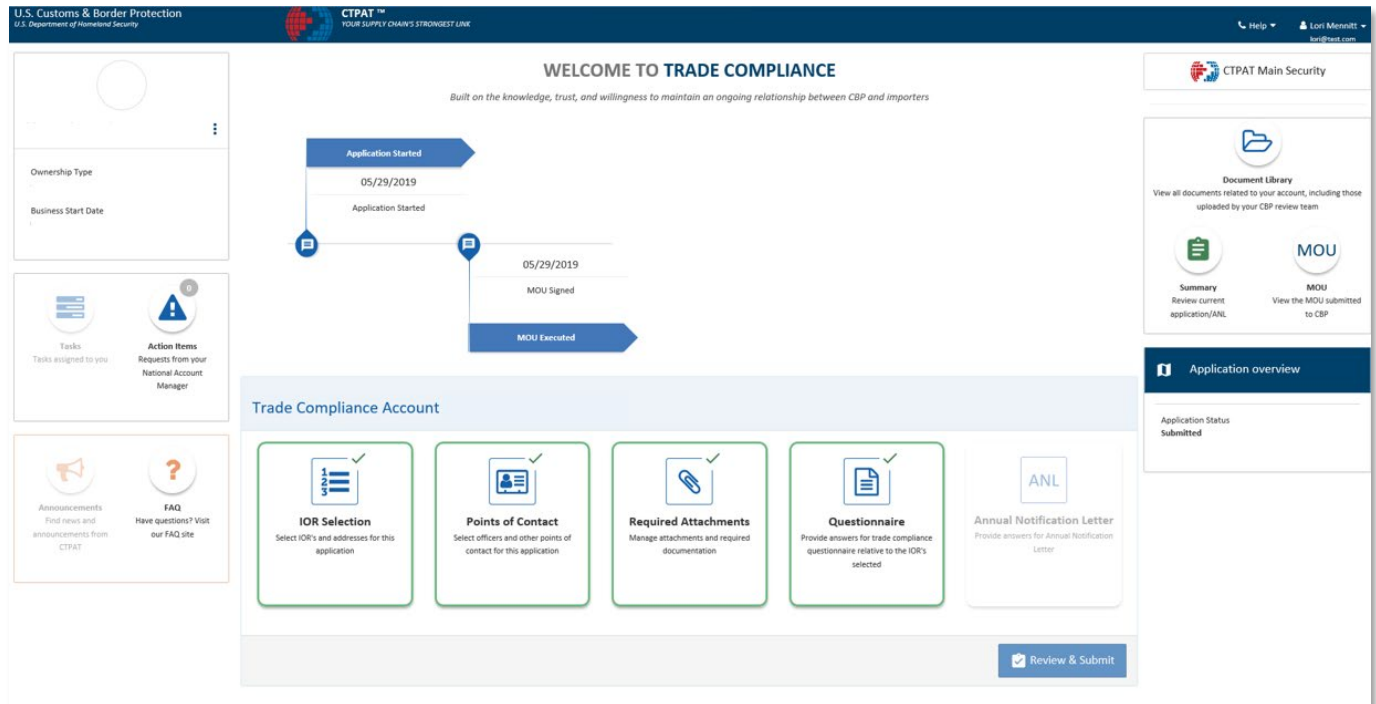 U.S. Customs & Border Protection
U.S. Department of Homeland Security
CTPAT ™
YOUR SUPPLY CHAIN'S STRONGEST LINK
Help
Lori Mennitt
lori@test.com
Ownership Type
Business Start Date
0
Tasks
Tasks assigned to you
Action Items
Requests from your
National Account
Manager
Announcements
Find news and
announcements from
CTPAT
?
FAQ
Have questions? Visit
our FAQ site
WELCOME TO TRADE COMPLIANCE
Built on the knowledge, trust, and willingness to maintain an ongoing relationship between CBP and importers
Application Started
05/29/2019
Application Started
05/29/2019
MOU Signed
MOU Executed
Trade Compliance Account
1
2
3
IOR Selection
Select IOR's and addresses for this
application
Points of Contact
Select officers and other points of
contact for this application
Required Attachments
Manage attachments and required
documentation
Questionnaire
Provide answers for trade compliance
questionnaire relative to the IOR's
selected
ANL
Annual Notification Letter
Provide answers for Annual Notification
Letter
Review & Submit
CTPAT Main Security
Document Library
View all documents related to your account, including those
uploaded by your CBP review team
Summary
Review current
application/ANL
MOU
MOU
View the MOU submitted
to CBP
Application overview
Application Status
Submitted